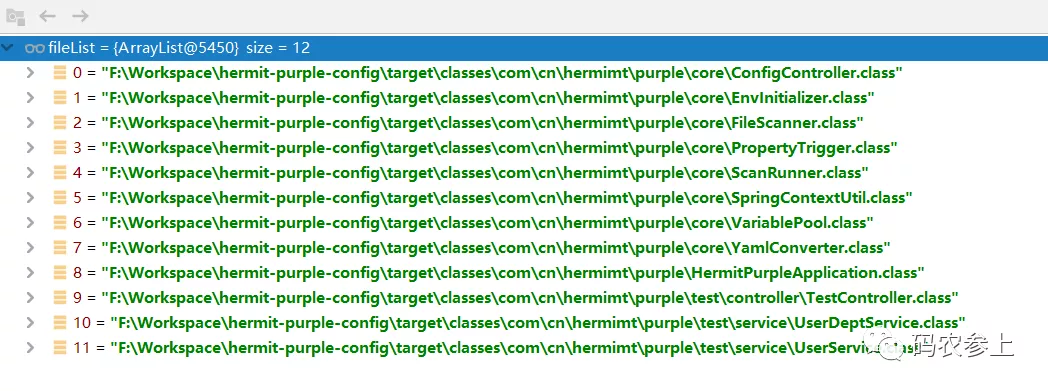 fileList = {ArrayList@5450} size = 12
0 = "F:\Workspace\hermit-purple-config\target\classes\com\cn\hermimt\purple\core\ConfigController.class"
1 = "F:\Workspace\hermit-purple-config\target\classes\com\cn\hermimt\purple\core\EnvInitializer.class"
2 = "F:\Workspace\hermit-purple-config\target\classes\com\cn\hermimt\purple\core\FileScanner.class"
3 = "F:\Workspace\hermit-purple-config\target\classes\com\cn\hermimt\purple\core\PropertyTrigger.class"
4 = "F:\Workspace\hermit-purple-config\target\classes\com\cn\hermimt\purple\core\ScanRunner.class"
5 = "F:\Workspace\hermit-purple-config\target\classes\com\cn\hermimt\purple\core\SpringContextUtil.class"
6 = "F:\Workspace\hermit-purple-config\target\classes\com\cn\hermimt\purple\core\VariablePool.class"
7 = "F:\Workspace\hermit-purple-config\target\classes\com\cn\hermimt\purple\core\YamlConverter.class"
8 = "F:\Workspace\hermit-purple-config\target\classes\com\cn\hermimt\purple\HermitPurpleApplication.class"
9 = "F:\Workspace\hermit-purple-config\target\classes\com\cn\hermimt\purple\test\controller\TestController.class"
10 = "F:\Workspace\hermit-purple-config\target\classes\com\cn\hermimt\purple\test\service\UserDeptService.class"
11 = "F:\Workspace\hermit-purple-config\target\classes\com\cn\hermimt\purple\test\service\UserService.class"
码农参上